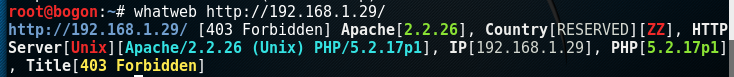 root@bogon:~# whatweb http://192.168.1.29/
http://192.168.1.29/ [403 Forbidden] Apache[2.2.26], Country[RESERVED][ZZ], HTTP
Server[Unix][Apache/2.2.26 (Unix) PHP/5.2.17p1], IP[192.168.1.29], PHP[5.2.17p1]
, Title[403 Forbidden]